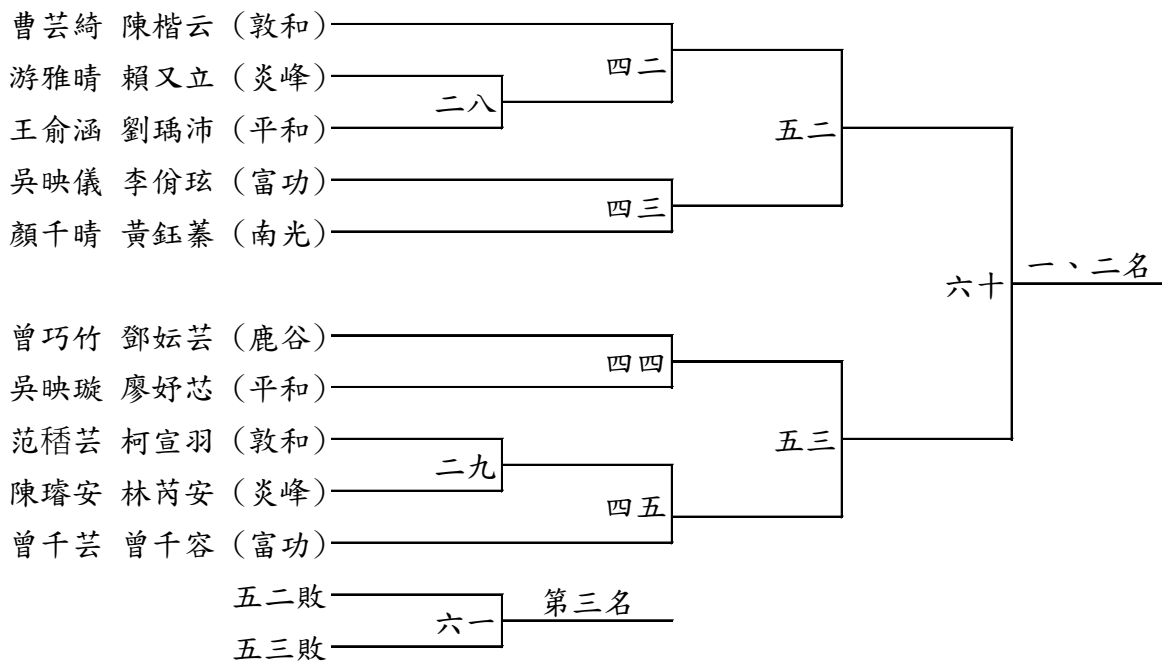 曹芸綺 陳楷云（敦和）
四二
游雅晴 賴又立（炎峰）
二八
王俞涵 劉瑀沛（平和）
五二
吳映儀 李佾玹（富功）
四三
顏千晴 黃鈺蓁（南光）
六十
一、二名
曾巧竹 鄧妘芸（鹿谷）
四四
吳映璇 廖妤芯（平和）
范稽芸 柯宣羽（敦和）
五三
二九
陳璿安 林芮安（炎峰）
四五
曾千芸 曾千容（富功）
五二敗
六一
第三名
五三敗